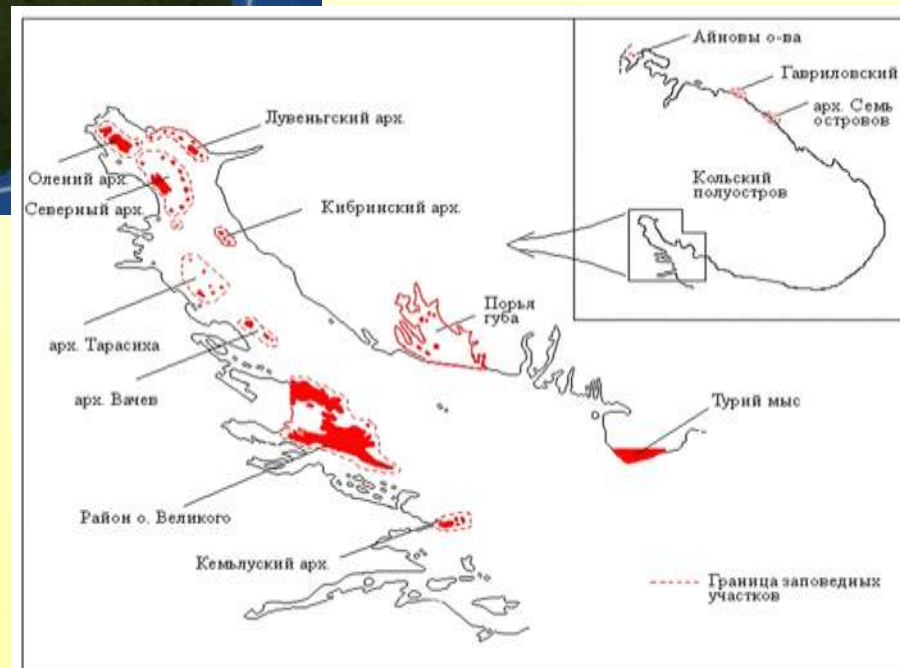 Айновы о-ва
Гавриловский
арх. Семь
островов
Кольский
полуостров
Лувеньгский арх.
Олений арх.
Северный арх.
Кибринский арх.
Порья
губа
арх. Тарасиха
арх. Вачев
Турий мыс
Район о. Великого
Кемьлуский арх.
Граница заповедных
участков